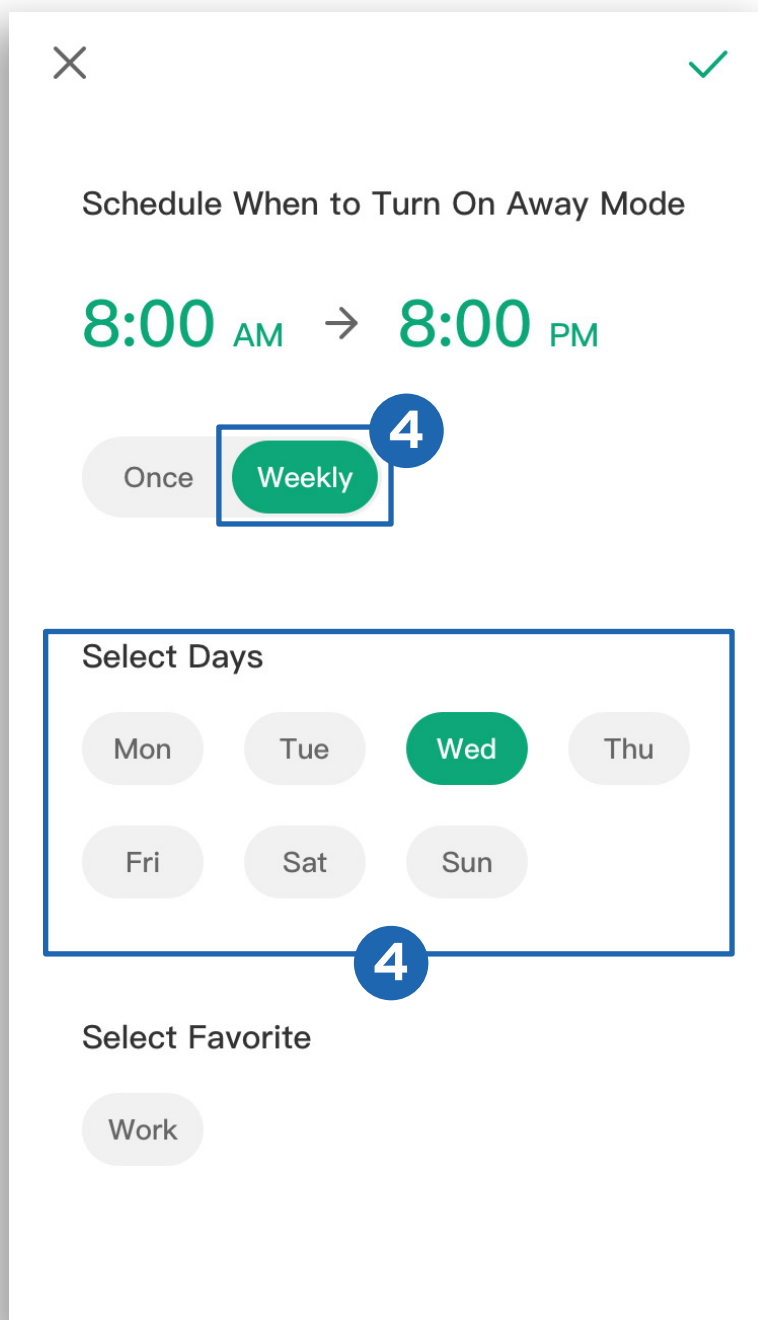 Schedule When to Turn On Away Mode
8:00 AM → 8:00 PM
4
Once Weekly
Select Days
Mon Tue Wed Thu
Fri Sat Sun
4
Select Favorite
Work